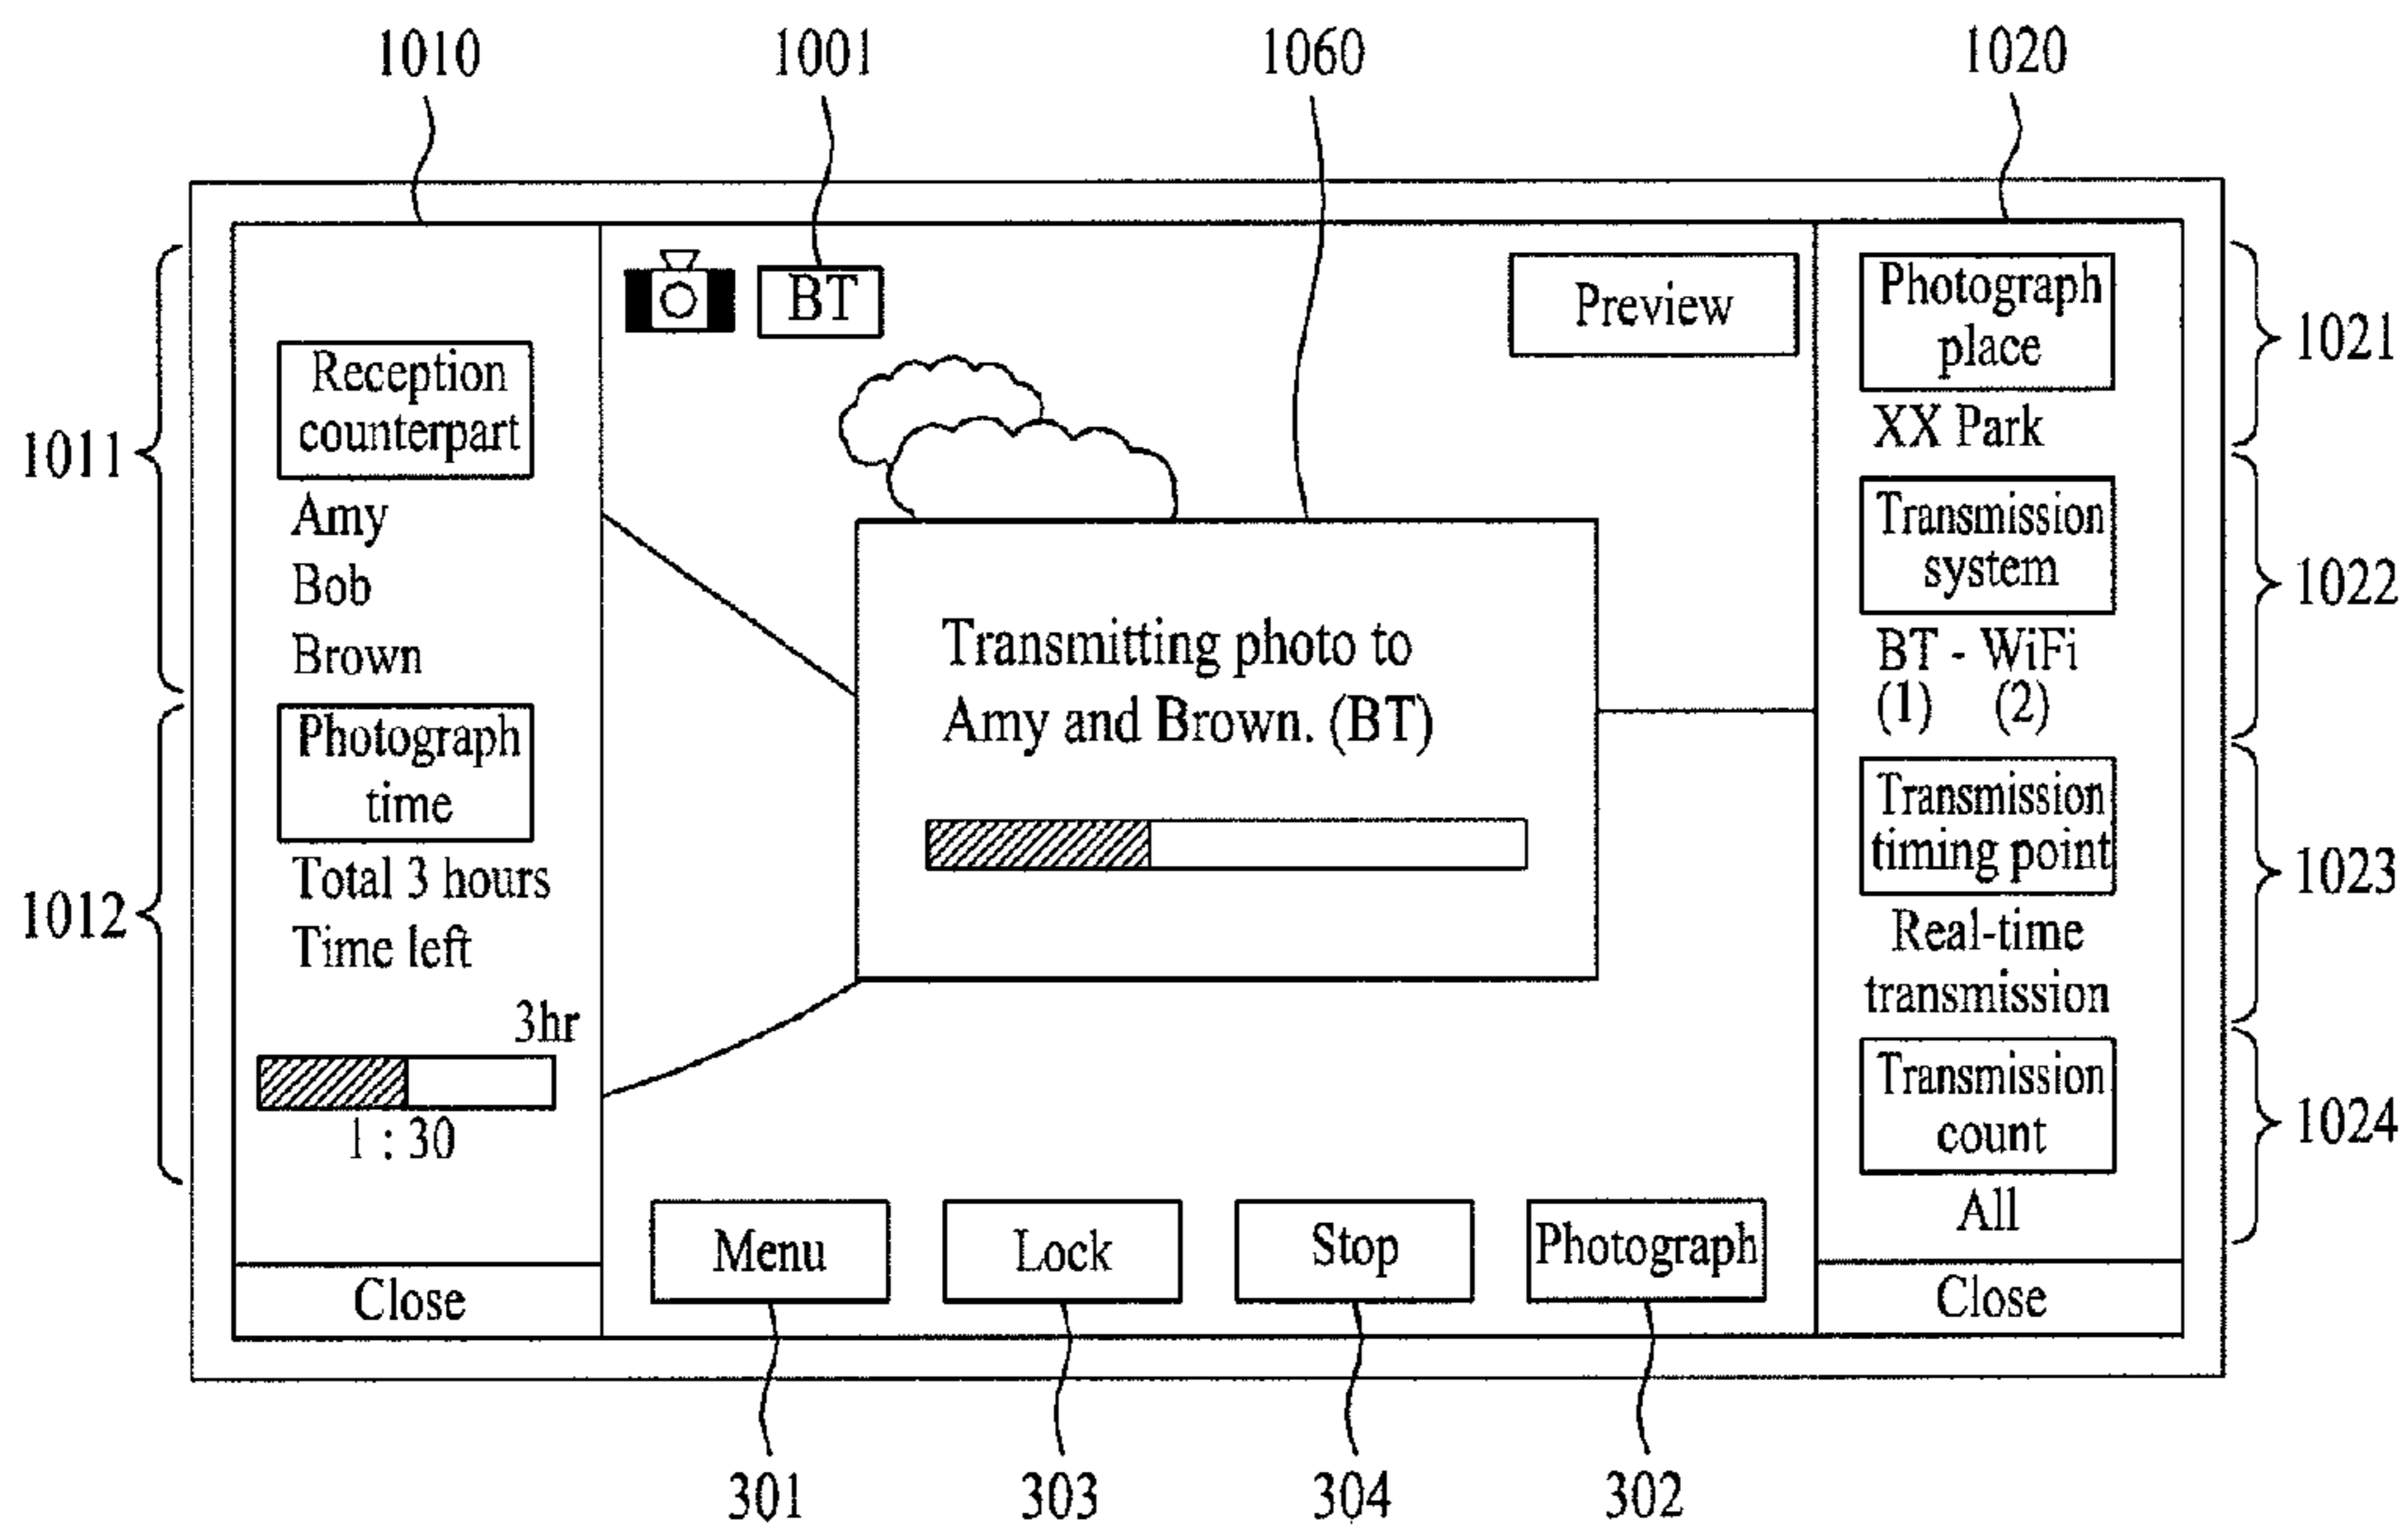 1010
1001
1060
1020
BT
Preview
Photograph
place
XX Park
1021
Reception
counterpart
Amy
Bob
Brown
1011
Transmission
system
BT - WiFi
(1) (2)
1022
Transmitting photo to
Amy and Brown. (BT)
Photograph
time
Total 3 hours
Time left
3hr
1 : 30
1012
Transmission
timing point
Real-time
transmission
1023
Transmission
count
All
1024
Menu
Lock
Stop
Photograph
Close
Close
301
303
304
302